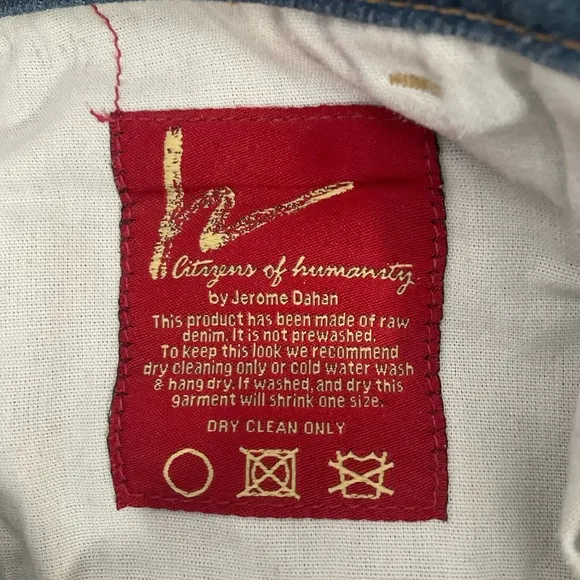 h
Citizens of humanity
by Jerome Dahan
This product has been made of raw
denim. It is not prewashed.
To keep this look we recommend
dry cleaning only or cold water wash
& hang dry. If washed, and dry this
garment will shrink one size.
DRY CLEAN ONLY